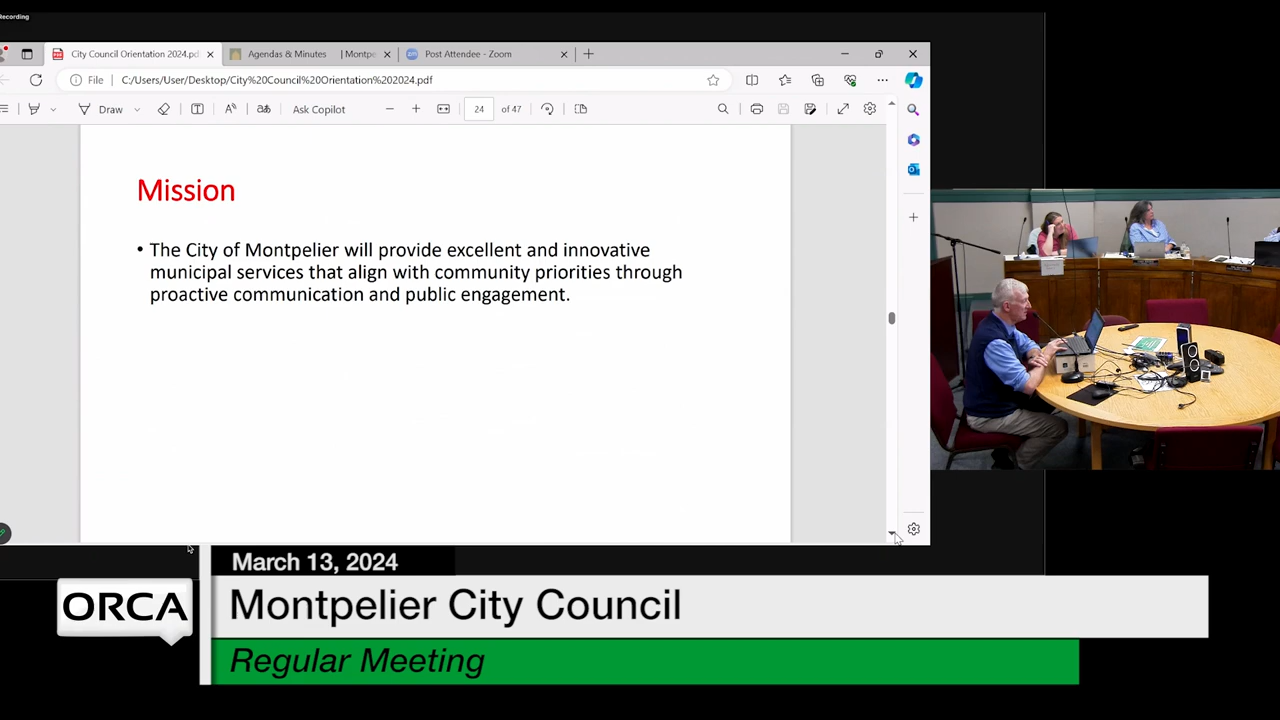 Recording
City Council Orientation 2024.pd
Agendas & Minutes | Montpe
Post Attendee - Zoom
File C:/Users/User/Desktop/City%20Council%20Orientation%202024.pdf
Draw
Ask Copilot
24 of 47
Mission
• The City of Montpelier will provide excellent and innovative
municipal services that align with community priorities through
proactive communication and public engagement.
March 13, 2024
ORCA
Montpelier City Council
Regular Meeting